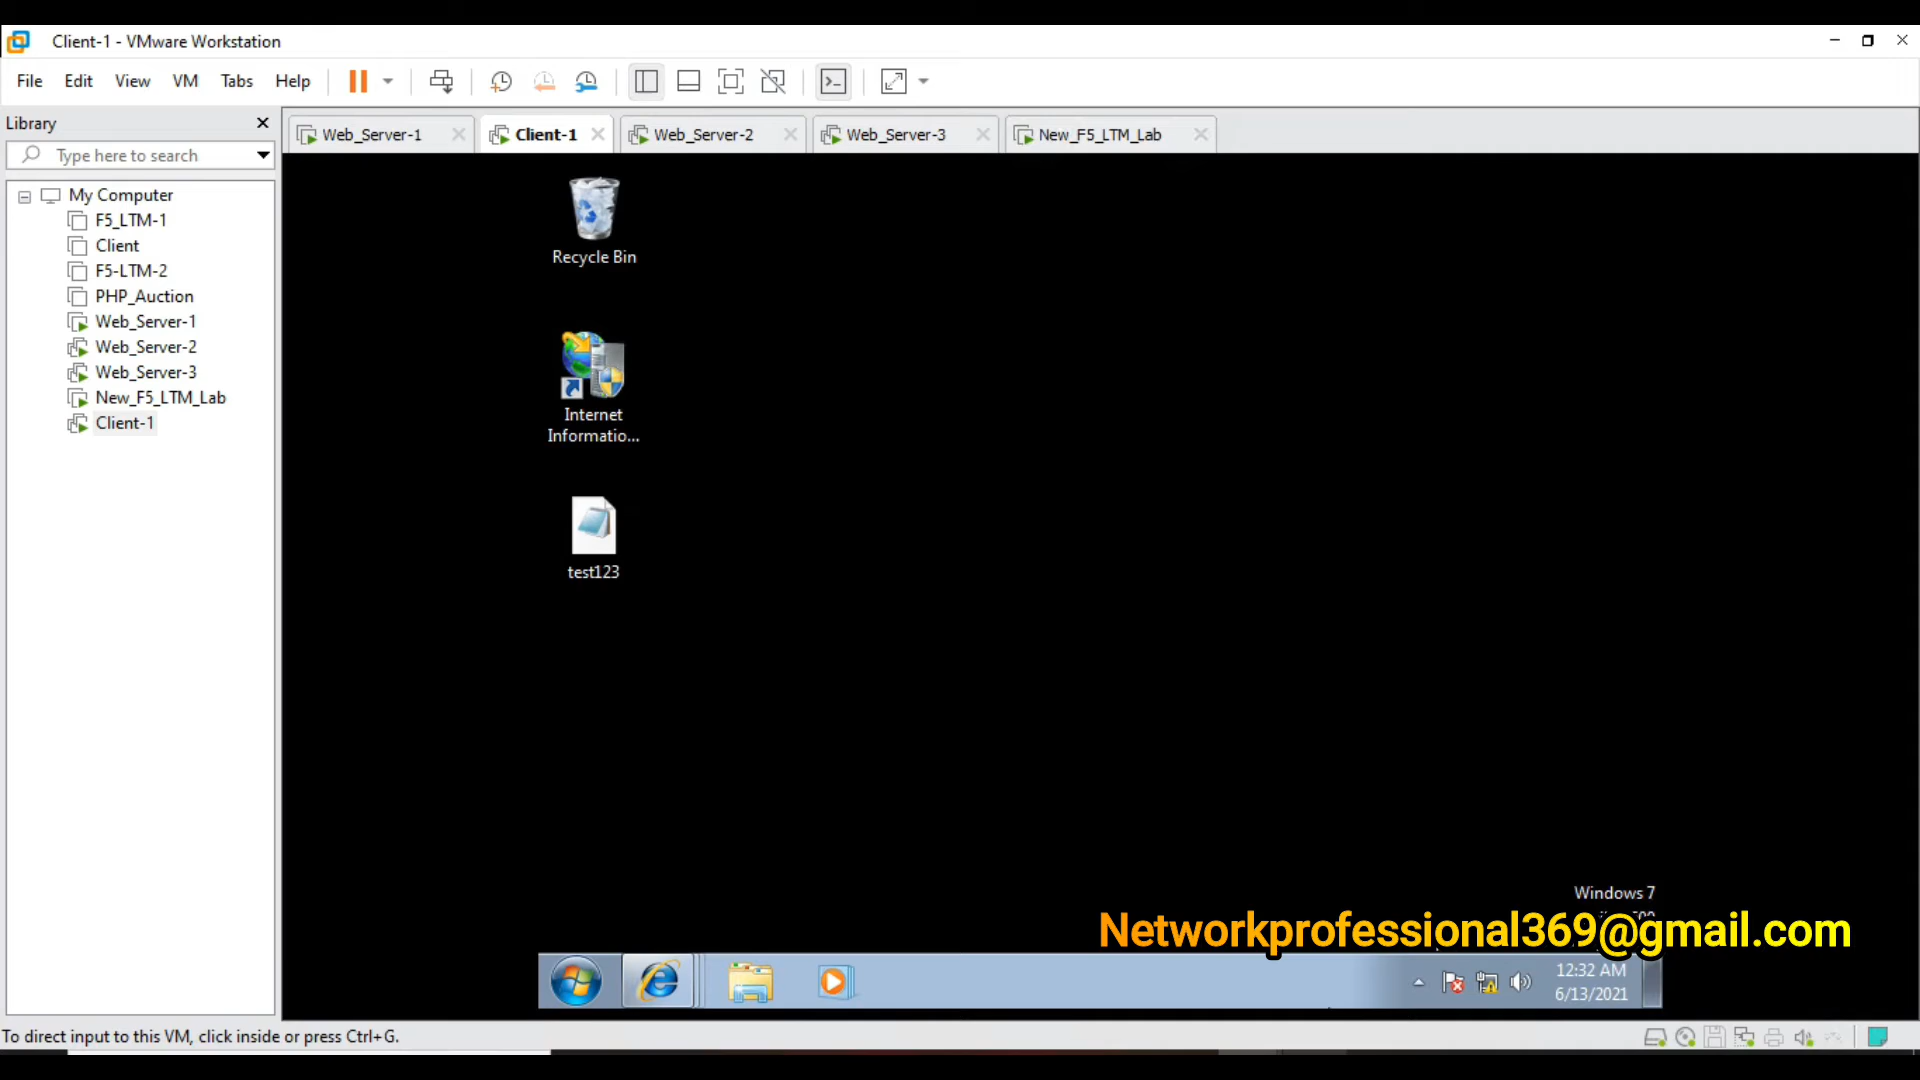 Client-1 - VMware Workstation
File Edit View VM Tabs Help
Library
Web_Server-1 Client-1 Web_Server-2 Web_Server-3 New_F5_LTM_Lab
Type here to search
My Computer
F5_LTM-1
Client
F5-LTM-2
PHP_Auction
Web_Server-1
Web_Server-2
Web_Server-3
New_F5_LTM_Lab
Client-1
Recycle Bin
Internet
Informatio...
test123
Windows 7
Networkprofessional369@gmail.com
12:32 AM
6/13/2021
To direct input to this VM, click inside or press Ctrl+G.